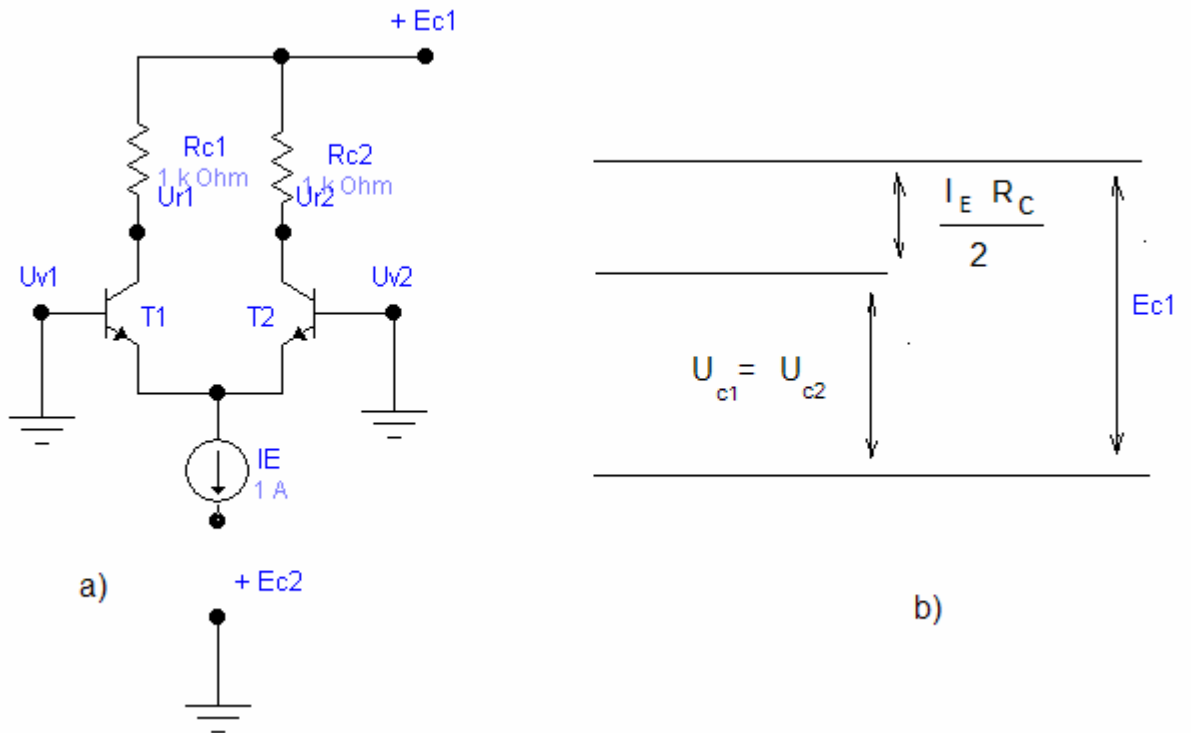 + Ec1
Rc1
1 k Ohm
Ur1
Rc2
1 k Ohm
Ur2
Uv1
T1
T2
Uv2
IE
1 A
+ Ec2
a)
I_E R_C
2
Ec1
U_c1 = U_c2
b)